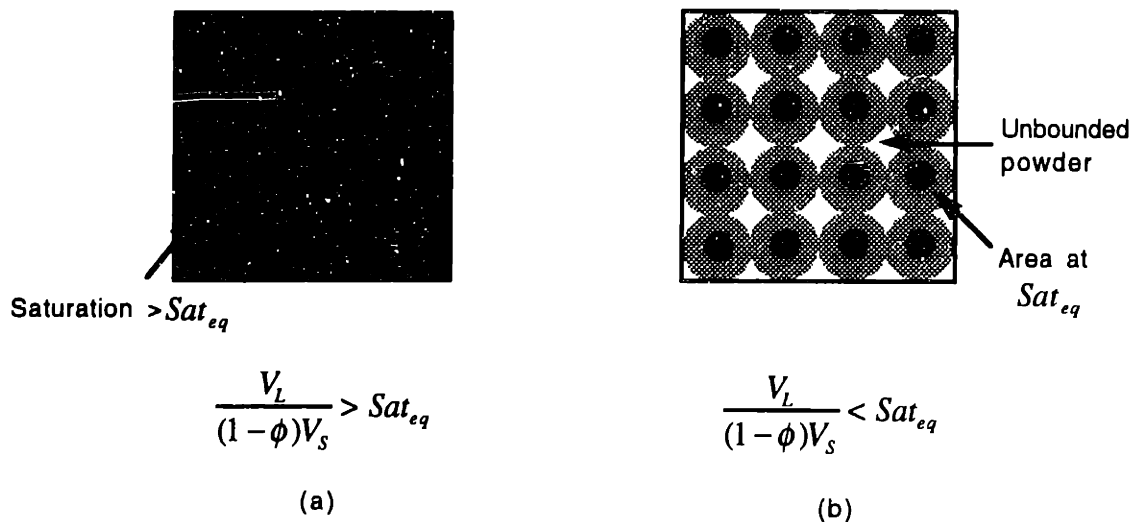 Unbounded
powder
Area at
Sat_eq
Saturation > Sat_eq
V_L / (1 - φ)V_S > Sat_eq
V_L / (1 - φ)V_S < Sat_eq
(a)
(b)